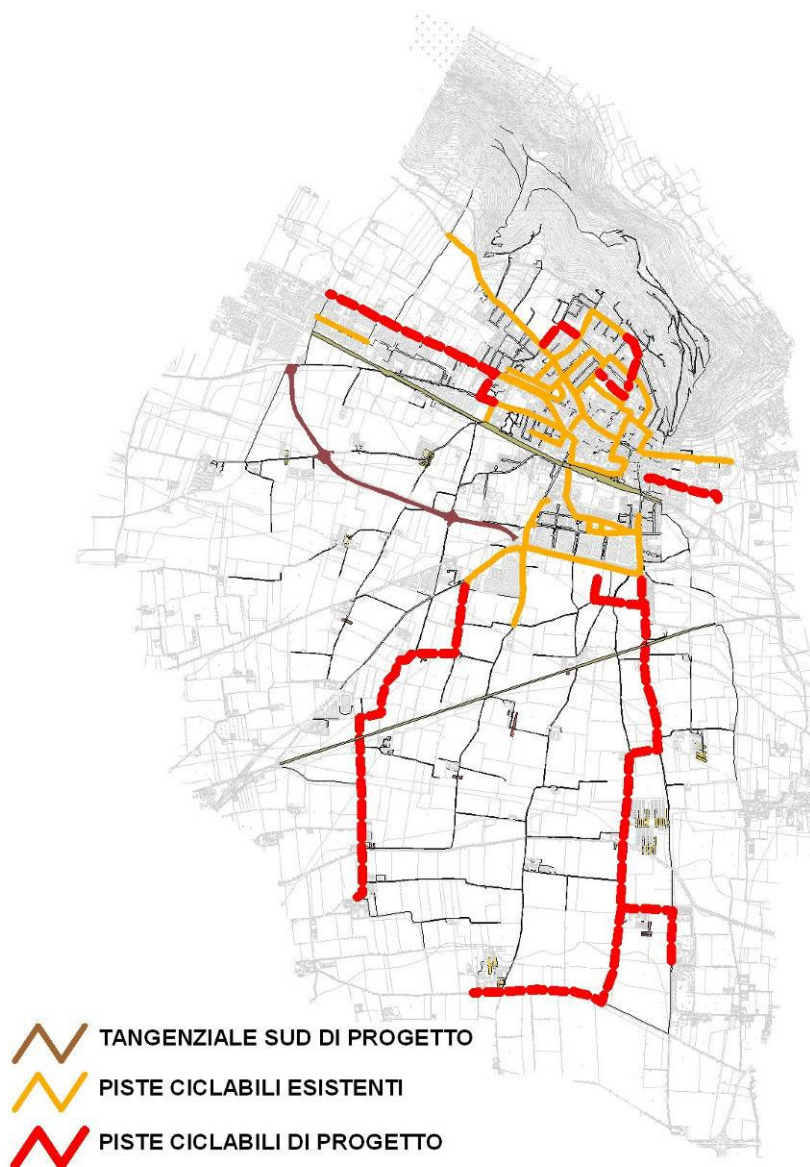 TANGENZIALE SUD DI PROGETTO
PISTE CICLABILI ESISTENTI
PISTE CICLABILI DI PROGETTO